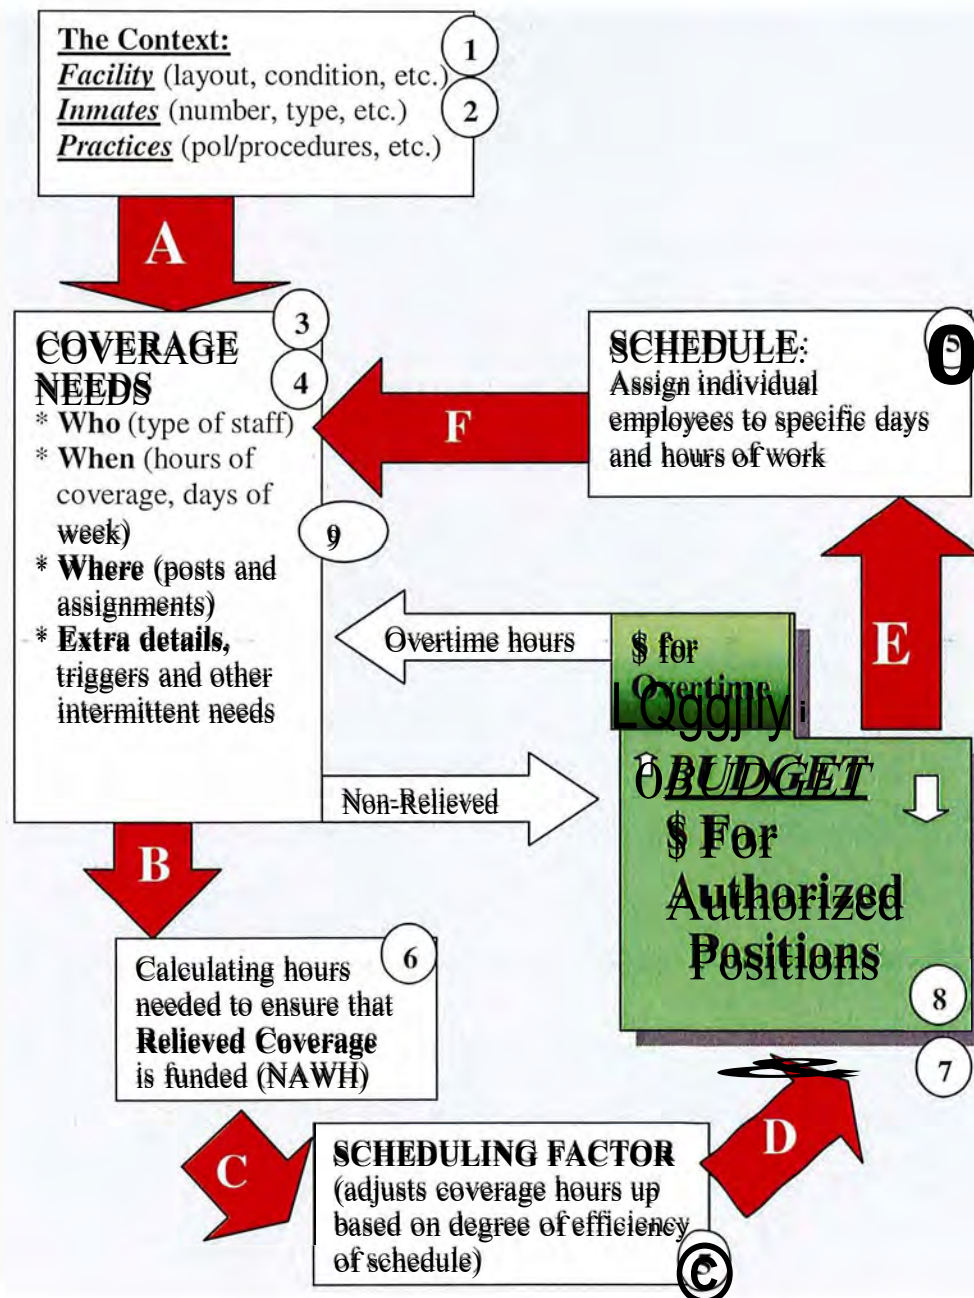 The Context:
Facility (layout, condition, etc.)
Inmates (number, type, etc.)
Practices (pol/procedures, etc.)
1
2
A
COVERAGE
NEEDS
* Who (type of staff)
* When (hours of
coverage, days of
week)
* Where (posts and
assignments)
* Extra details,
triggers and other
intermittent needs
3
4
9
F
SCHEDULE:
Assign individual
employees to specific days
and hours of work
5
E
Overtime hours
$ for
Overtime
Non-Relieved
BUDGET
$ For
Authorized
Positions
8
7
B
Calculating hours
needed to ensure that
Relieved Coverage
is funded (NAWH)
6
C
SCHEDULING FACTOR
(adjusts coverage hours up
based on degree of efficiency
of schedule)
D